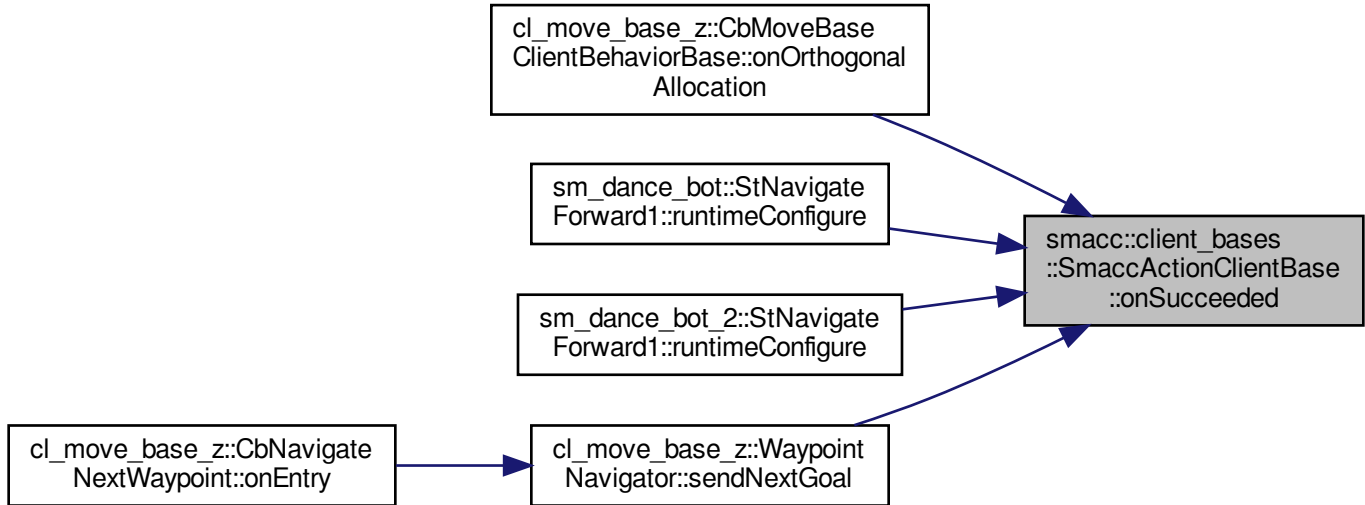 cl_move_base_z::CbMoveBase
ClientBehaviorBase::onOrthogonal
Allocation
sm_dance_bot::StNavigate
Forward1::runtimeConfigure
smacc::client_bases
::SmaccActionClientBase
::onSucceeded
sm_dance_bot_2::StNavigate
Forward1::runtimeConfigure
cl_move_base_z::CbNavigate
NextWaypoint::onEntry
cl_move_base_z::Waypoint
Navigator::sendNextGoal